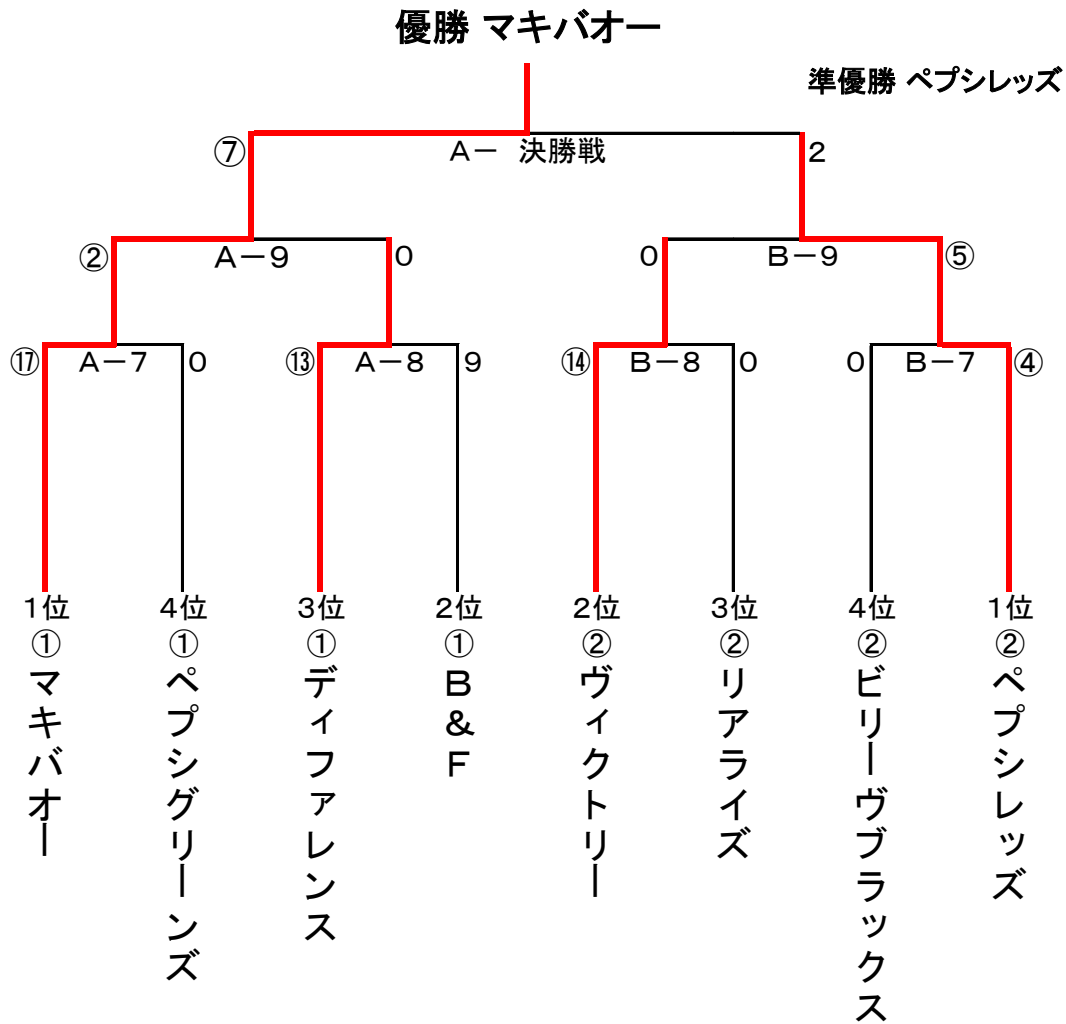 優勝 マキバオー
準優勝 ペプシレッズ
⑦ A－ 決勝戦 2
② A－9 0 0 B－9 ⑤
⑰ A－7 0 ⑬ A－8 9 ⑭ B－8 0 0 B－7 ④
1位 4位 3位 2位 2位 3位 4位 1位
① ① ① ① ② ② ② ②
マキバオー
ペプシグリーンズ
ディファレンス
B&F
ヴィクトリー
リアライズ
ビリーヴブラックス
ペプシレッズ